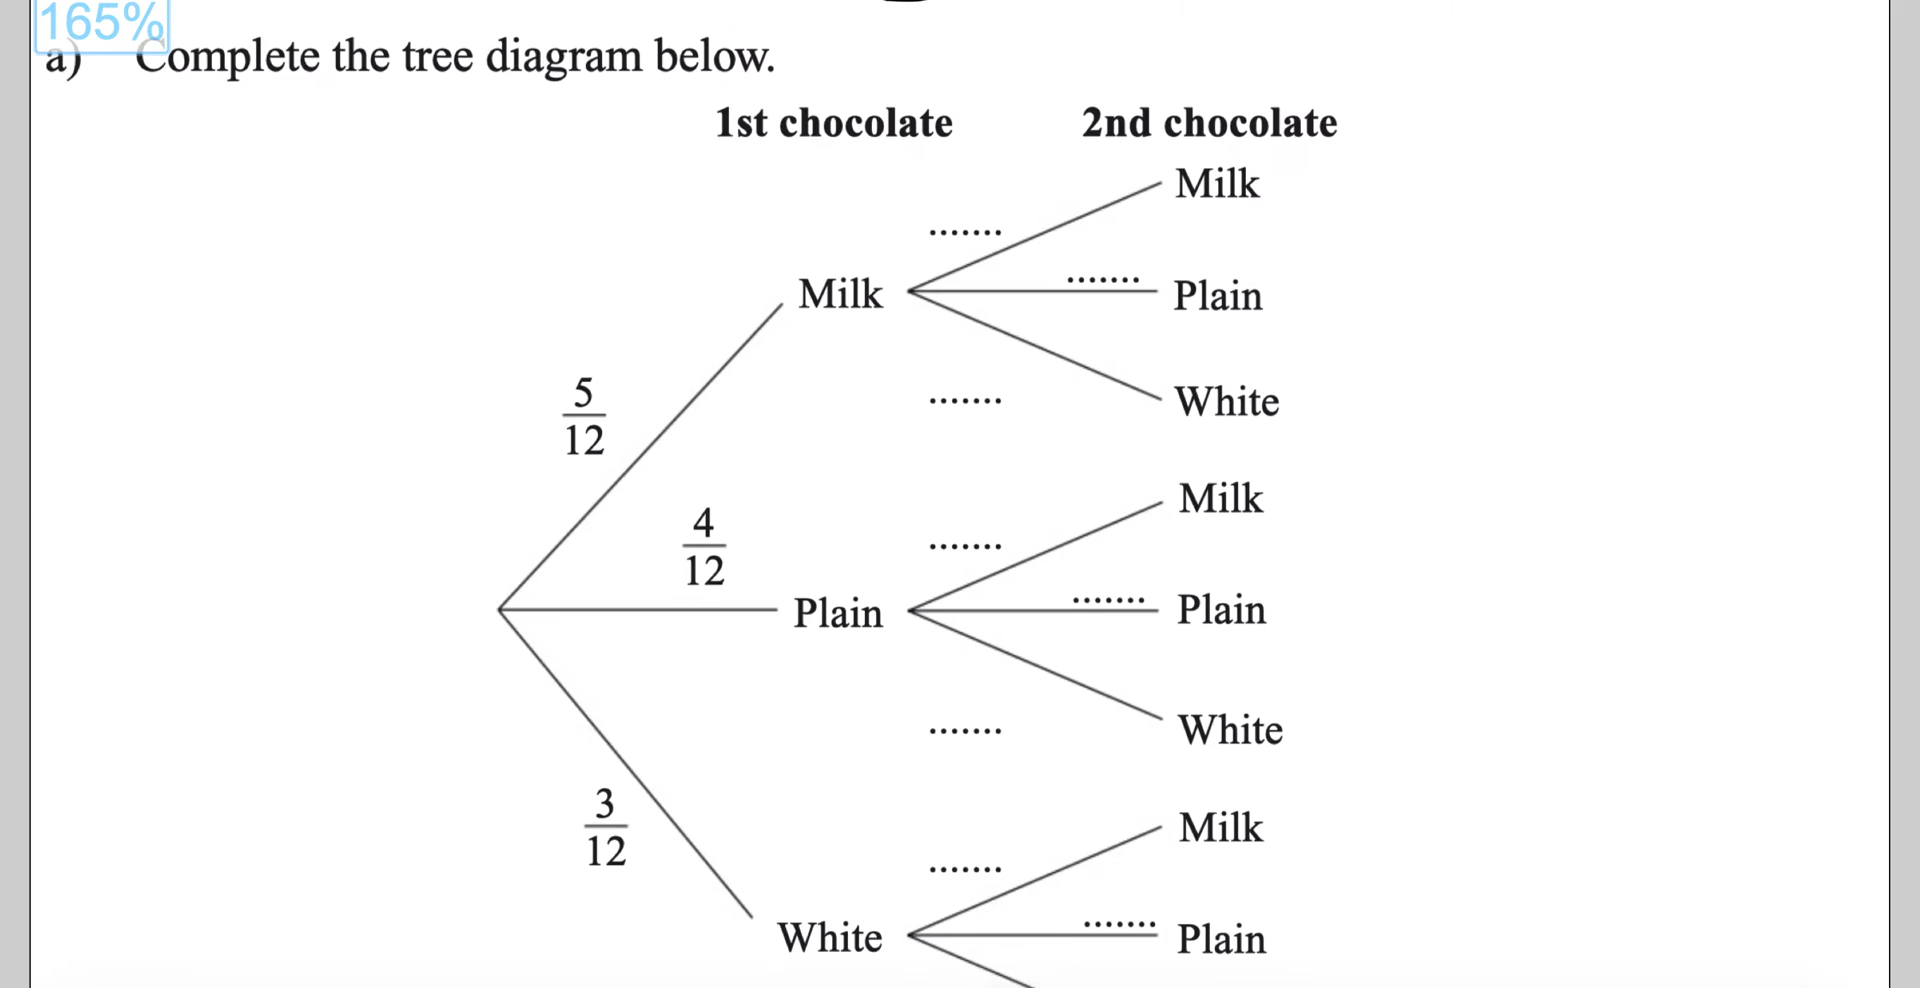 165%
a) Complete the tree diagram below.
1st chocolate 2nd chocolate
Milk
.......
.......
Milk Plain
5
12
.......
White
Milk
4
12
.......
.......
Plain Plain
.......
White
3
12
Milk
.......
.......
White Plain